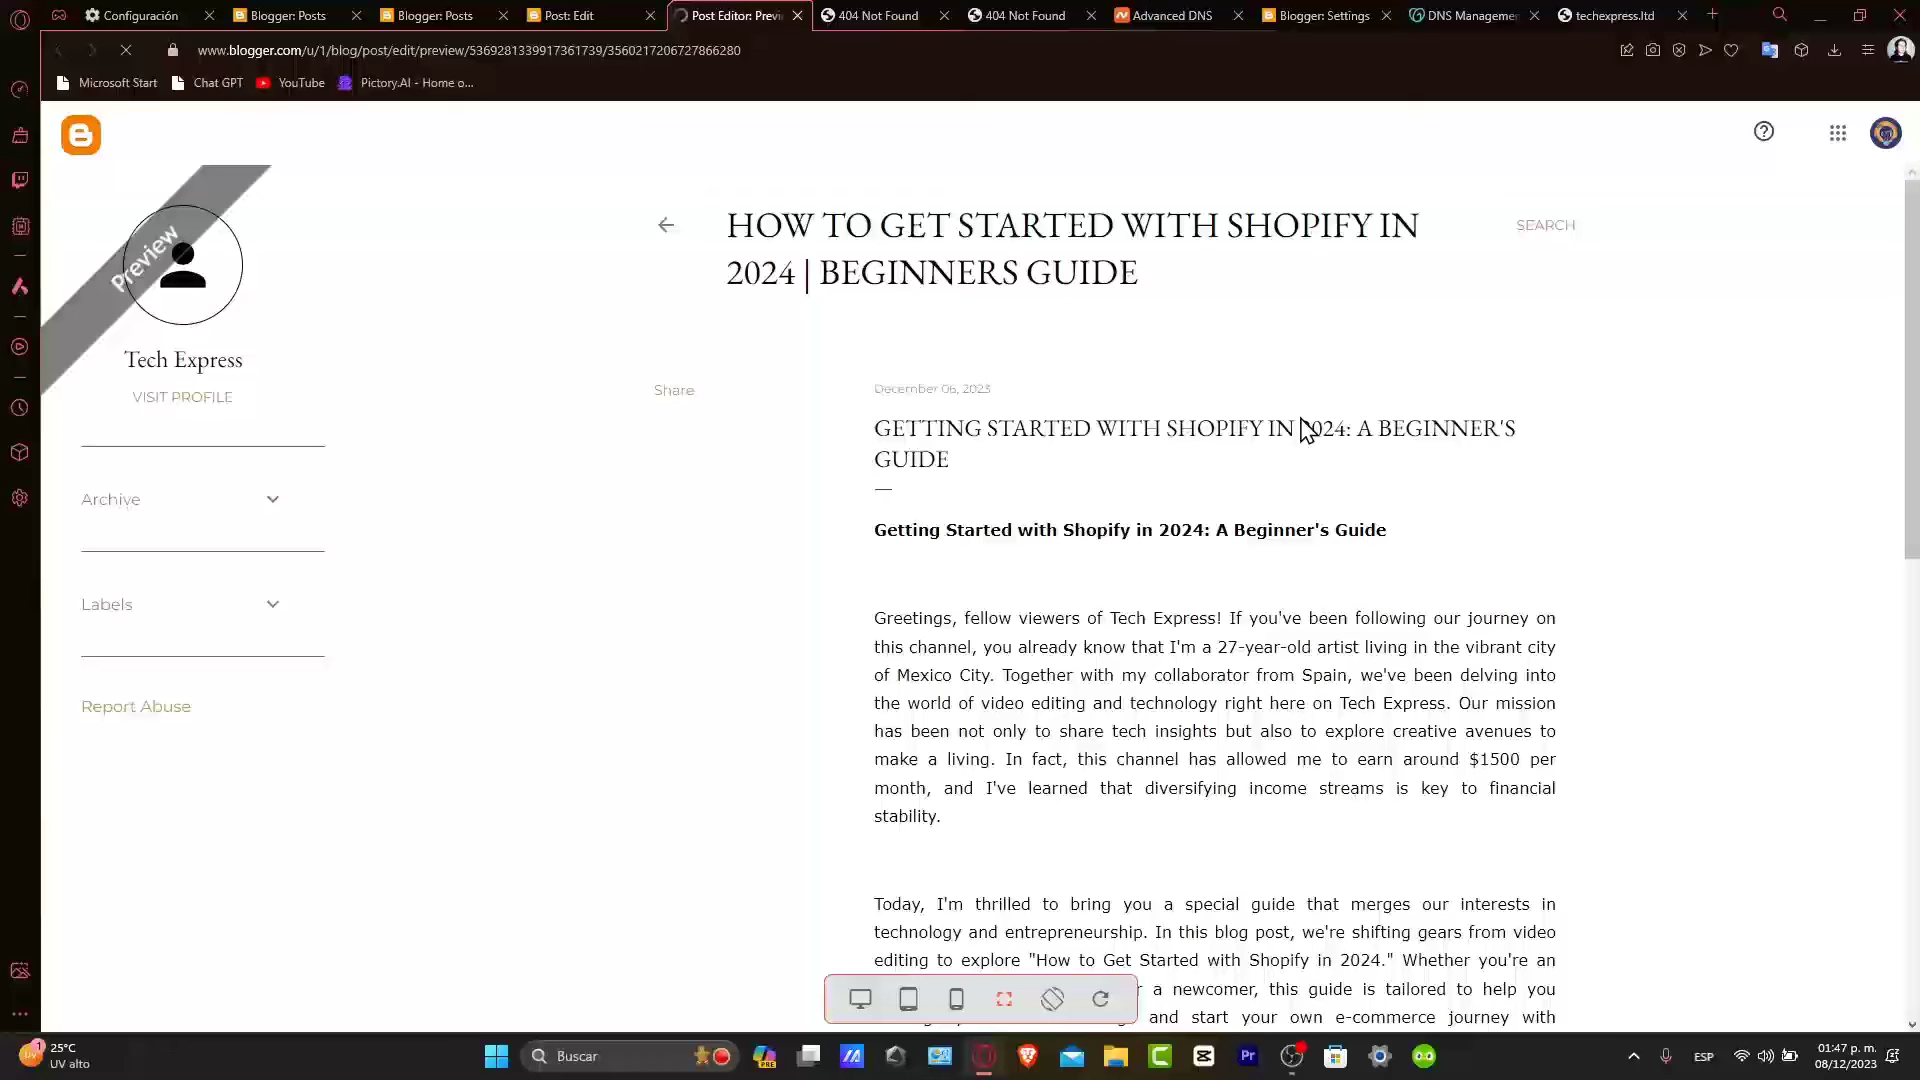 Configuración
Blogger: Posts
Blogger: Posts
Post: Edit
Post Editor: Previ
404 Not Found
404 Not Found
Advanced DNS
Blogger: Settings
DNS Manageme
techexpress.ltd
www.blogger.com/u/1/blog/post/edit/preview/5369281339917361739/3560217206727866280
Microsoft Start
Chat GPT
YouTube
Pictory.AI - Home o...
Preview
HOW TO GET STARTED WITH SHOPIFY IN
2024 | BEGINNERS GUIDE
SEARCH
Tech Express
VISIT PROFILE
Archive
Labels
Report Abuse
Share
December 06, 2023
GETTING STARTED WITH SHOPIFY IN 2024: A BEGINNER'S
GUIDE
Getting Started with Shopify in 2024: A Beginner's Guide
Greetings, fellow viewers of Tech Express! If you've been following our journey on
this channel, you already know that I'm a 27-year-old artist living in the vibrant city
of Mexico City. Together with my collaborator from Spain, we've been delving into
the world of video editing and technology right here on Tech Express. Our mission
has been not only to share tech insights but also to explore creative avenues to
make a living. In fact, this channel has allowed me to earn around $1500 per
month, and I've learned that diversifying income streams is key to financial
stability.
Today, I'm thrilled to bring you a special guide that merges our interests in
technology and entrepreneurship. In this blog post, we're shifting gears from video
editing to explore "How to Get Started with Shopify in 2024." Whether you're an
a newcomer, this guide is tailored to help you
and start your own e-commerce journey with
25°C
UV alto
Buscar
PRE
Pr
ESP
01:47 p. m.
08/12/2023